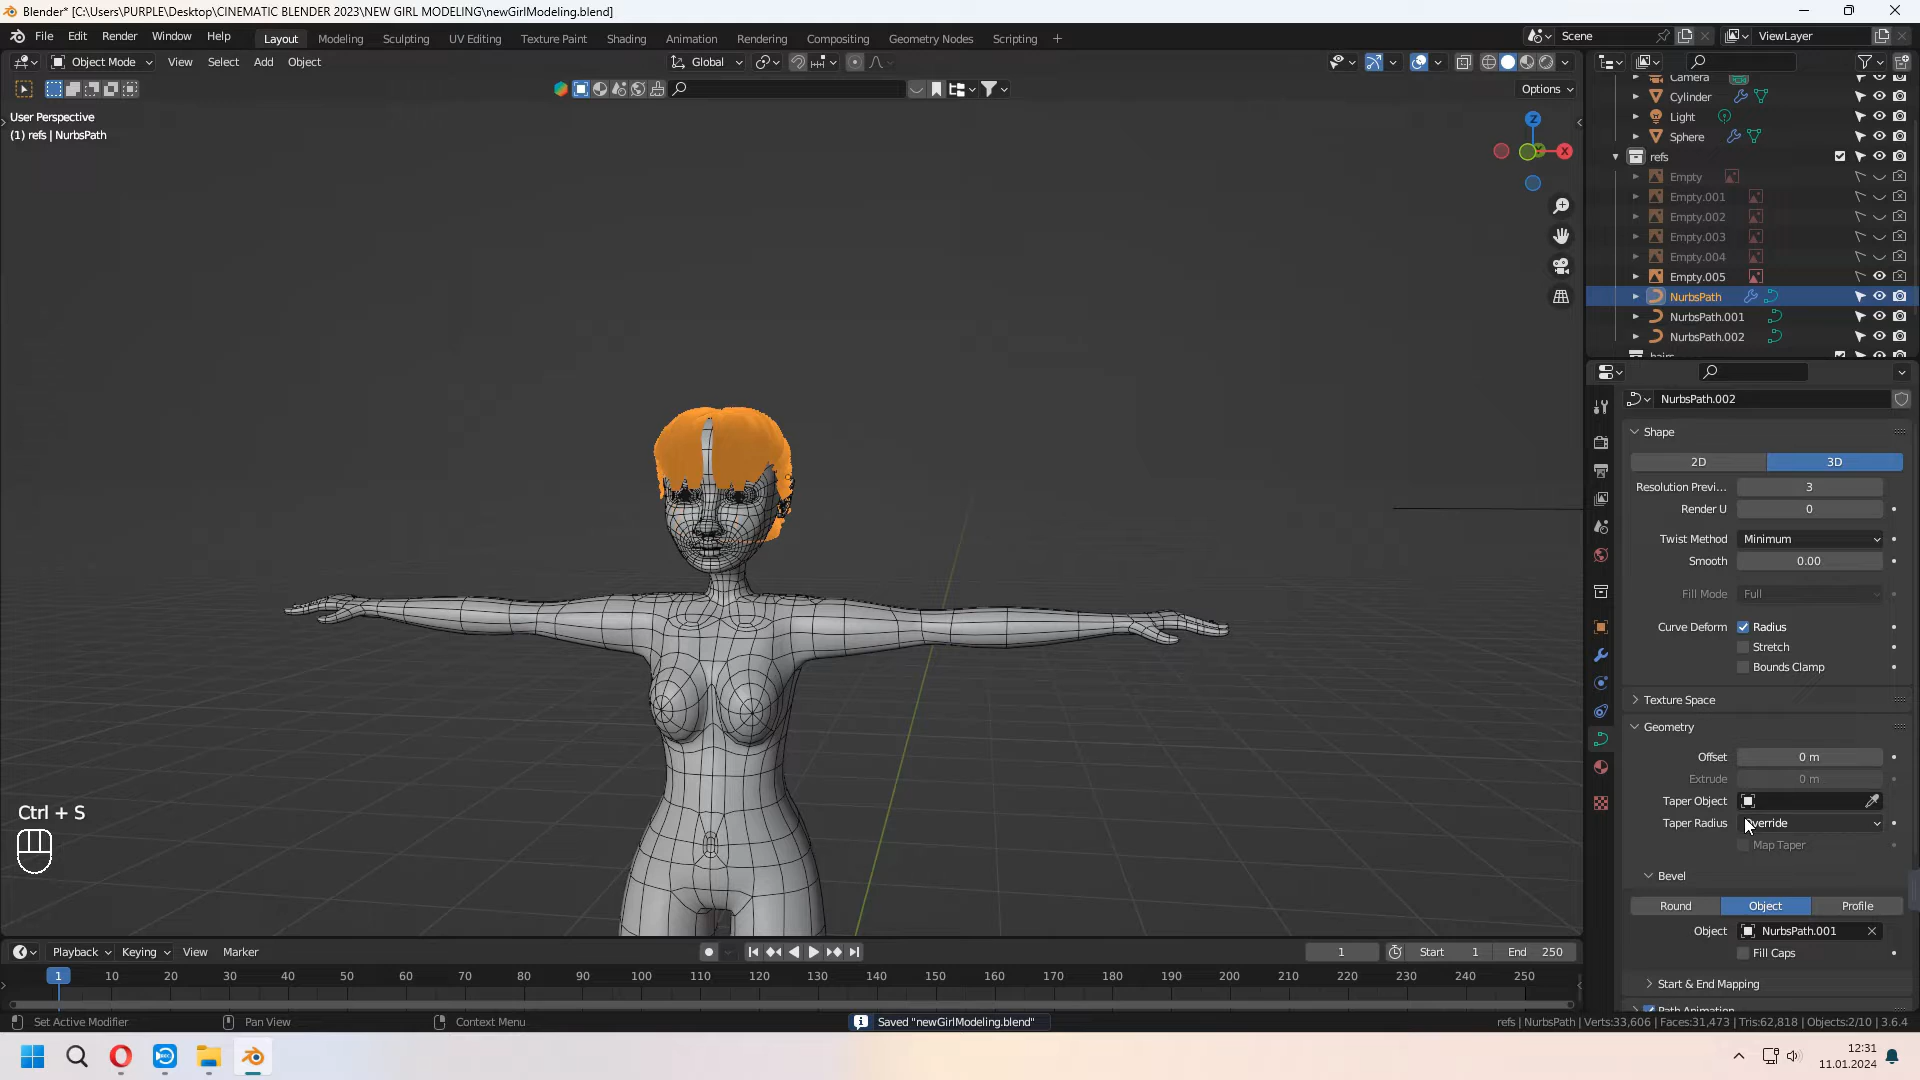 Blender* [C:\Users\PURPLE\Desktop\CINEMATIC BLENDER 2023\NEW GIRL MODELING\newGirlModeling.blend]
File Edit Render Window Help Layout Modeling Sculpting UV Editing Texture Paint Shading Animation Rendering Compositing Geometry Nodes Scripting + Scene ViewLayer
Object Mode View Select Add Object Global
Options
User Perspective
(1) refs | NurbsPath
Z
X
Camera
Cylinder
Light
Sphere
refs
Empty
Empty.001
Empty.002
Empty.003
Empty.004
Empty.005
NurbsPath
NurbsPath.001
NurbsPath.002
NurbsPath.002
Shape
2D 3D
Resolution Previ... 3
Render U 0
Twist Method Minimum
Smooth 0.00
Fill Mode Full
Curve Deform Radius
Stretch
Bounds Clamp
Texture Space
Geometry
Offset 0 m
Extrude 0 m
Taper Object
Taper Radius Override
Map Taper
Bevel
Round Object Profile
Object NurbsPath.001
Fill Caps
Start & End Mapping
Path Animation
Ctrl + S
Playback Keying View Marker 1 Start 1 End 250
1 10 20 30 40 50 60 70 80 90 100 110 120 130 140 150 160 170 180 190 200 210 220 230 240 250
Set Active Modifier Pan View Context Menu Saved "newGirlModeling.blend" refs | NurbsPath | Verts:33,606 | Faces:31,473 | Tris:62,818 | Objects:2/10 | 3.6.4
12:31
11.01.2024